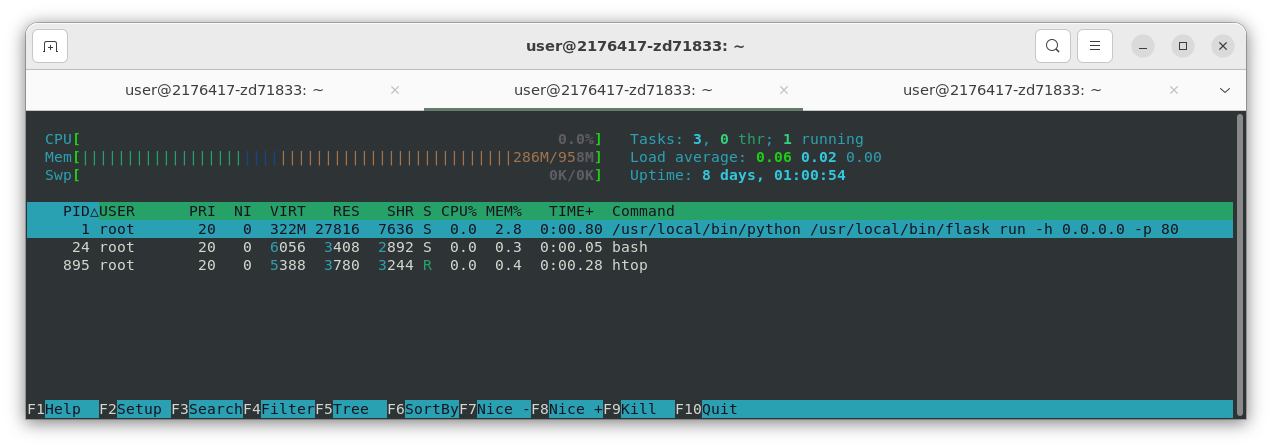 user@2176417-zd71833: ~
user@2176417-zd71833: ~ × user@2176417-zd71833: ~ × user@2176417-zd71833: ~ ×
CPU[ 0.0%] Tasks: 3, 0 thr; 1 running
Mem[||||||||||||||||||||||||||||||||||||||||||||||||286M/958M] Load average: 0.06 0.02 0.00
Swp[ 0K/0K] Uptime: 8 days, 01:00:54
PID△USER PRI NI VIRT RES SHR S CPU% MEM% TIME+ Command
1 root 20 0 322M 27816 7636 S 0.0 2.8 0:00.80 /usr/local/bin/python /usr/local/bin/flask run -h 0.0.0.0 -p 80
24 root 20 0 6056 3408 2892 S 0.0 0.3 0:00.05 bash
895 root 20 0 5388 3780 3244 R 0.0 0.4 0:00.28 htop
F1Help F2Setup F3SearchF4FilterF5Tree F6SortByF7Nice -F8Nice +F9Kill F10Quit